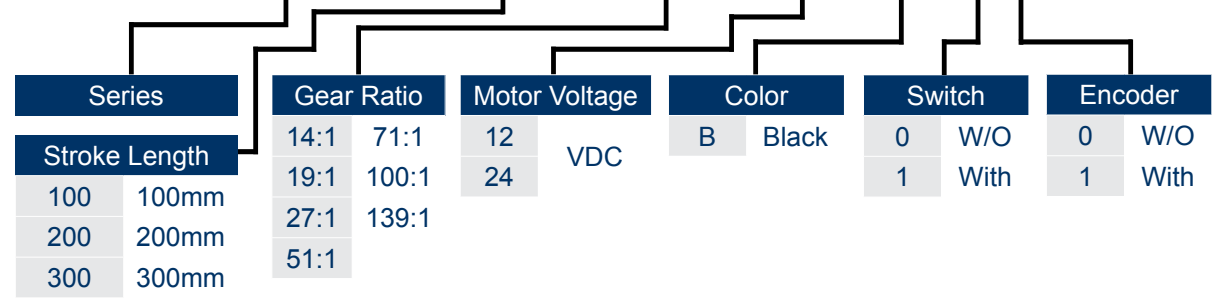 Series
Stroke Length
100 100mm
200 200mm
300 300mm
Gear Ratio
14:1 71:1
19:1 100:1
27:1 139:1
51:1
Motor Voltage
12
VDC
24
Color
B Black
Switch
0 W/O
1 With
Encoder
0 W/O
1 With